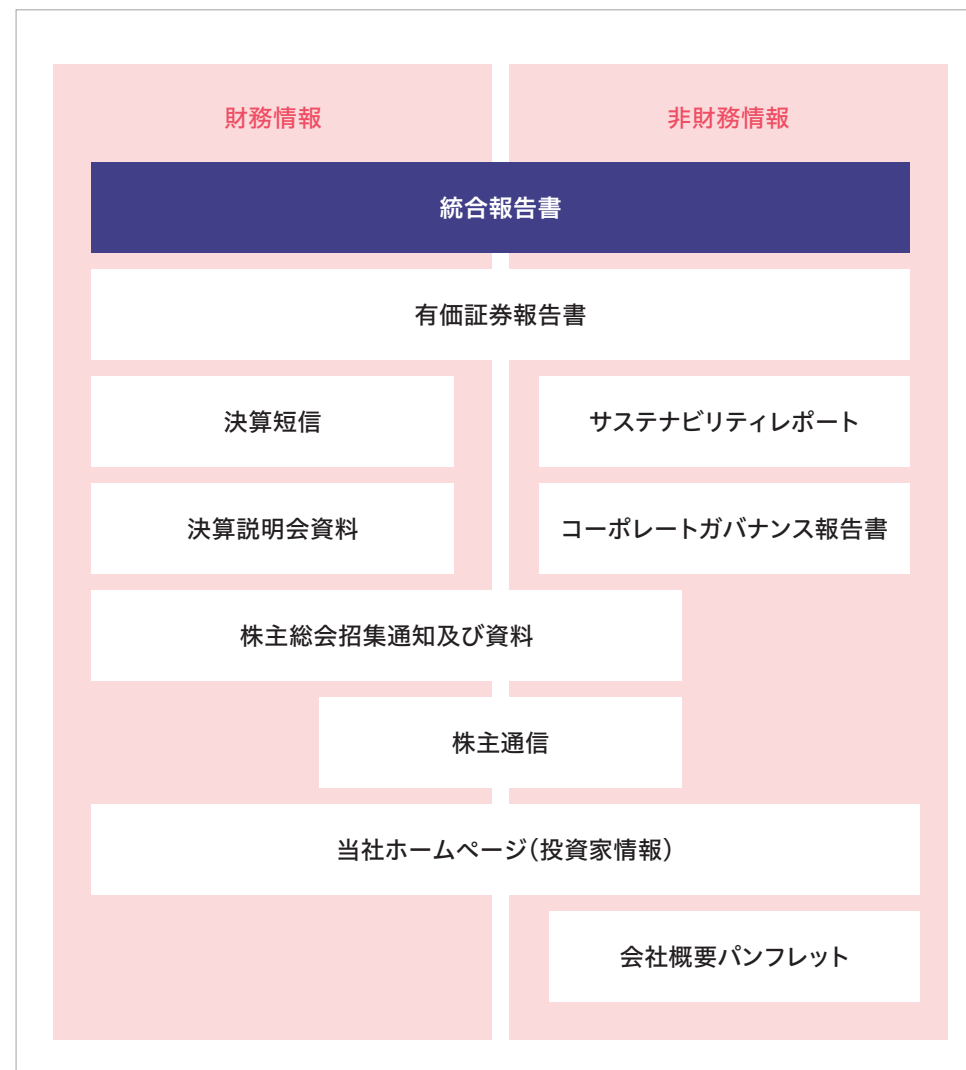 財務情報
非財務情報
統合報告書
有価証券報告書
決算短信
サステナビリティレポート
決算説明会資料
コーポレートガバナンス報告書
株主総会招集通知及び資料
株主通信
当社ホームページ（投資家情報）
会社概要パンフレット